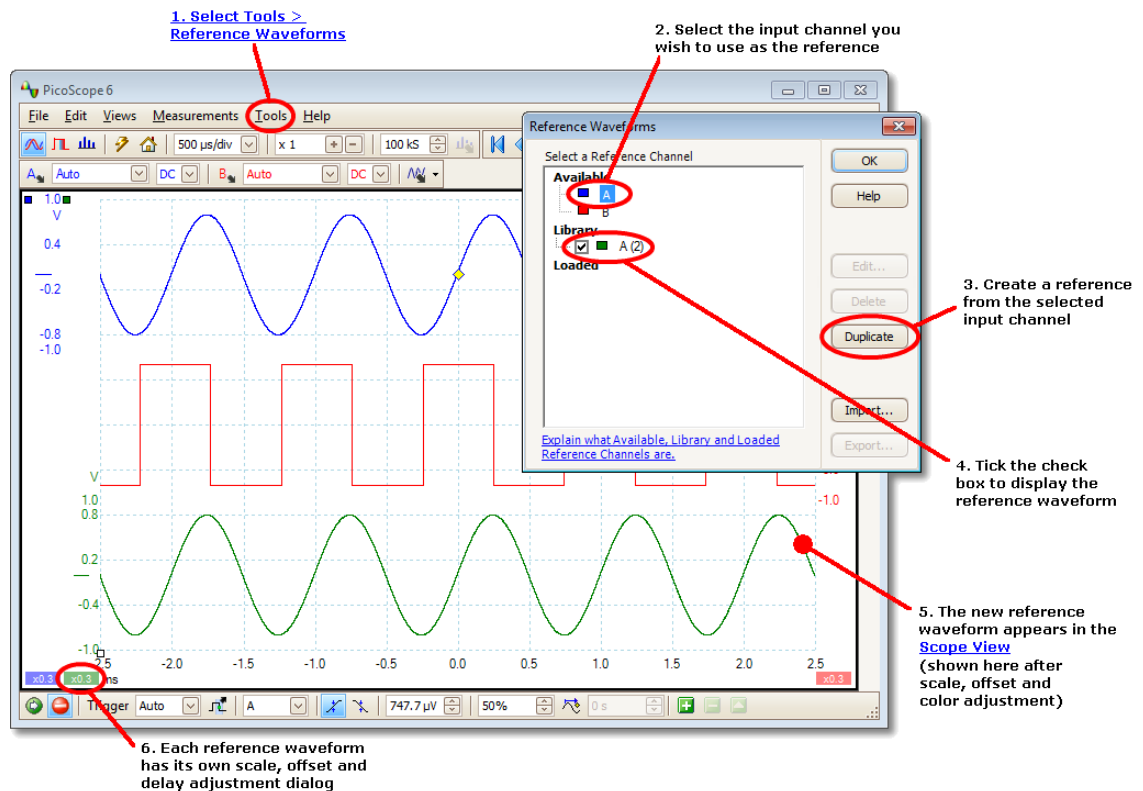 1. Select Tools >
Reference Waveforms
2. Select the input channel you
wish to use as the reference
PicoScope 6
File Edit Views Measurements Tools Help
500 µs/div x 1 100 kS
A Auto DC B Auto DC
Reference Waveforms
Select a Reference Channel
Available
A
B
Library
A (2)
Loaded
Explain what Available, Library and Loaded
Reference Channels are.
OK
Help
Edit...
Delete
Duplicate
Import...
Export...
3. Create a reference
from the selected
input channel
4. Tick the check
box to display the
reference waveform
1.0
V
0.4
-0.2
-0.8
-1.0
V
1.0
0.8
0.2
-0.4
-1.0
-1.0
2.5 -2.0 -1.5 -1.0 -0.5 0.0 0.5 1.0 1.5 2.0 2.5
x0.3 x0.3 ms x0.3
Trigger Auto A 747.7 µV 50% 0 s
5. The new reference
waveform appears in the
Scope View
(shown here after
scale, offset and
color adjustment)
6. Each reference waveform
has its own scale, offset and
delay adjustment dialog